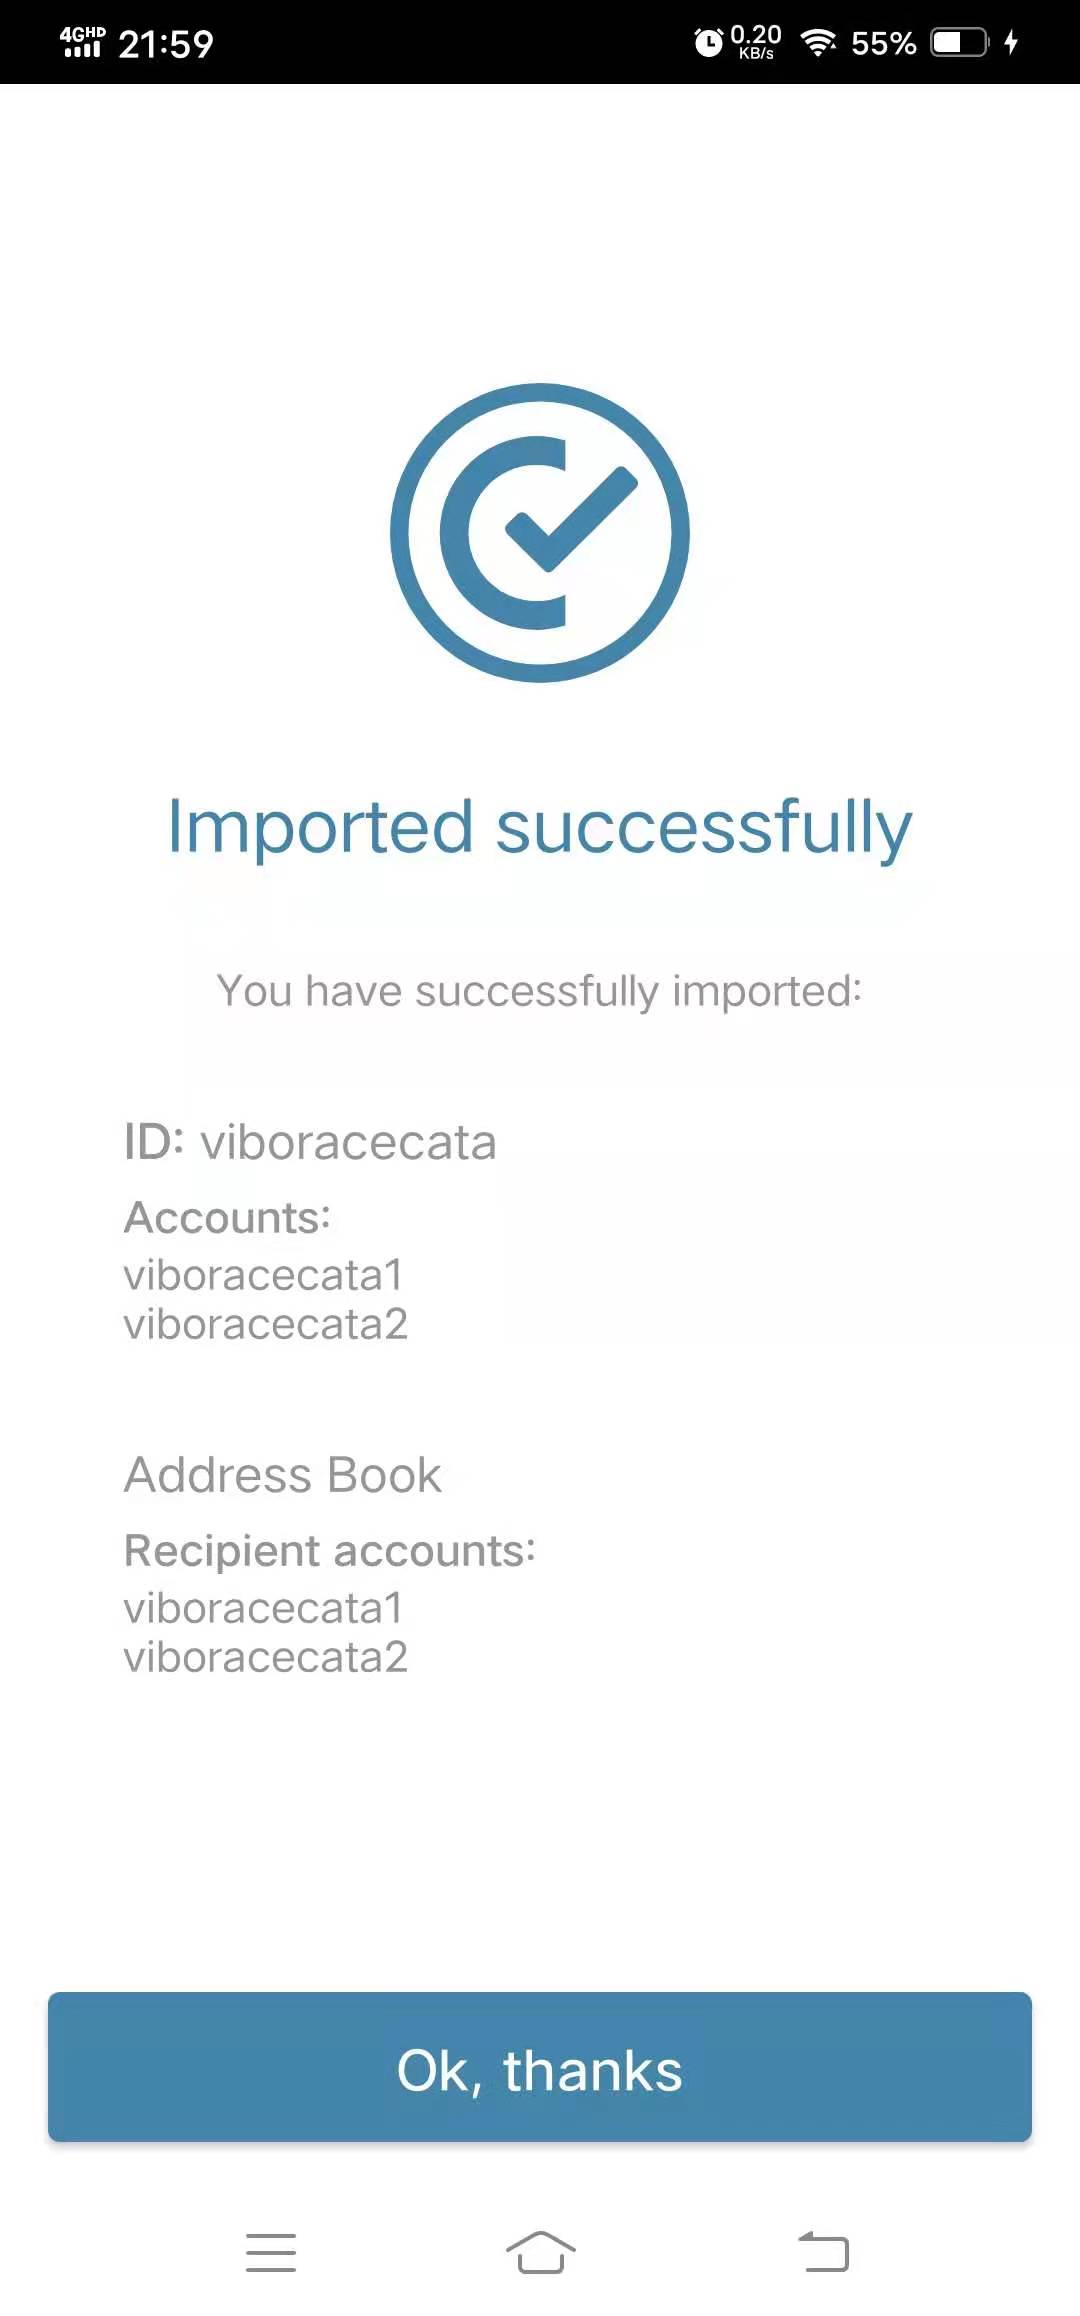 4GHD 21:59 0.20 KB/s 55%
Imported successfully
You have successfully imported:
ID: viboracecata
Accounts:
viboracecata1
viboracecata2
Address Book
Recipient accounts:
viboracecata1
viboracecata2
Ok, thanks